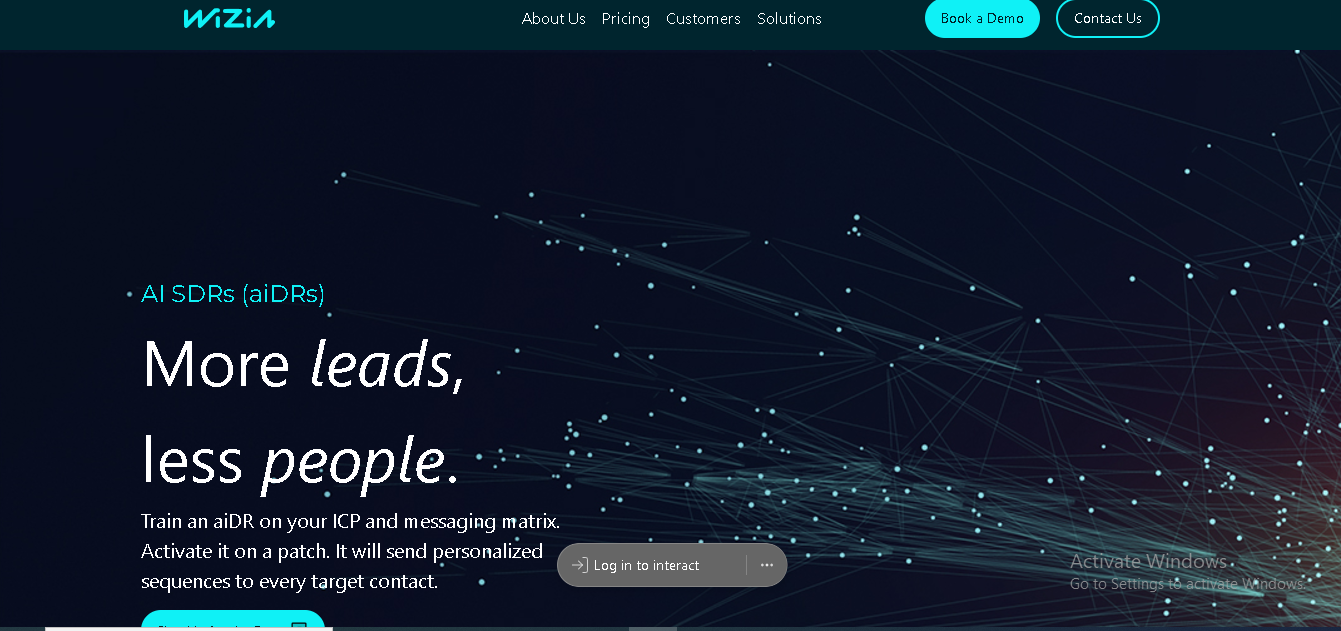 WIZIA
About Us Pricing Customers Solutions
Book a Demo
Contact Us
AI SDRs (aiDRs)
More leads,
less people.
Train an aiDR on your ICP and messaging matrix.
Activate it on a patch. It will send personalized
sequences to every target contact.
Log in to interact
Activate Windows
Go to Settings to activate Windows.